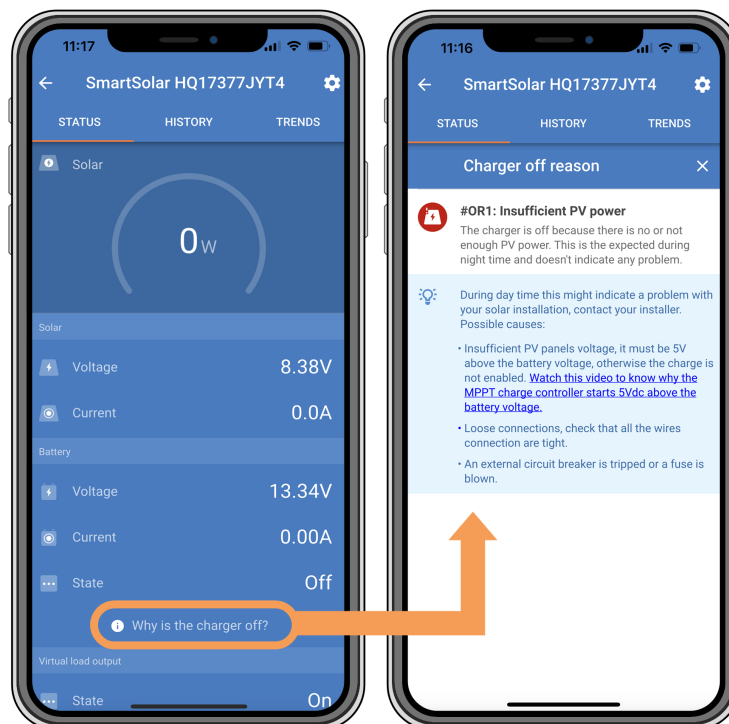 11:17
SmartSolar HQ17377JYT4
STATUS HISTORY TRENDS
Solar
0W
Solar
Voltage 8.38V
Current 0.0A
Battery
Voltage 13.34V
Current 0.00A
State Off
Why is the charger off?
Virtual load output
State On
11:16
SmartSolar HQ17377JYT4
STATUS HISTORY TRENDS
Charger off reason
#OR1: Insufficient PV power
The charger is off because there is no or not
enough PV power. This is the expected during
night time and doesn't indicate any problem.
During day time this might indicate a problem with
your solar installation, contact your installer.
Possible causes:
• Insufficient PV panels voltage, it must be 5V
above the battery voltage, otherwise the charge is
not enabled. Watch this video to know why the
MPPT charge controller starts 5Vdc above the
battery voltage.
• Loose connections, check that all the wires
connection are tight.
• An external circuit breaker is tripped or a fuse is
blown.